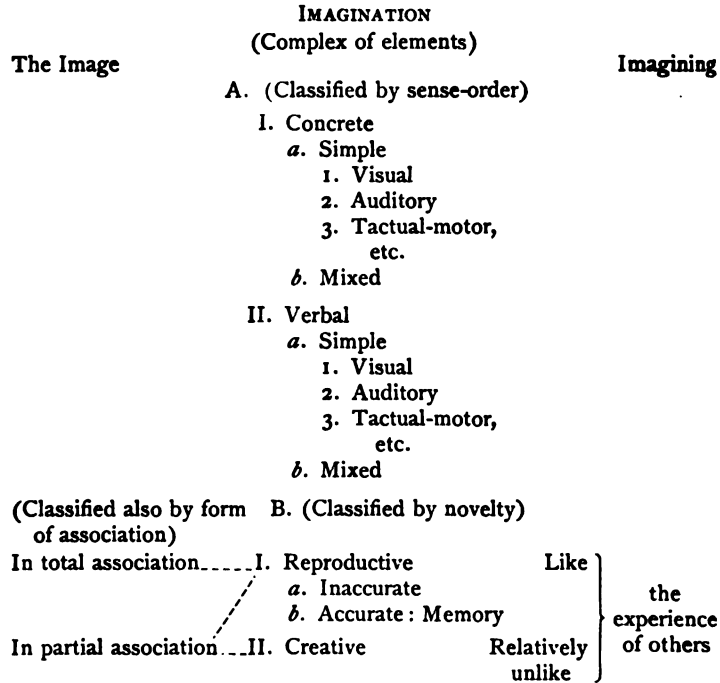 IMAGINATION
(Complex of elements)
The Image Imagining
A. (Classified by sense-order)
I. Concrete
a. Simple
1. Visual
2. Auditory
3. Tactual-motor,
etc.
b. Mixed
II. Verbal
a. Simple
1. Visual
2. Auditory
3. Tactual-motor,
etc.
b. Mixed
(Classified also by form B. (Classified by novelty)
of association)
In total association I. Reproductive Like
a. Inaccurate the
b. Accurate: Memory experience
In partial association II. Creative Relatively of others
unlike